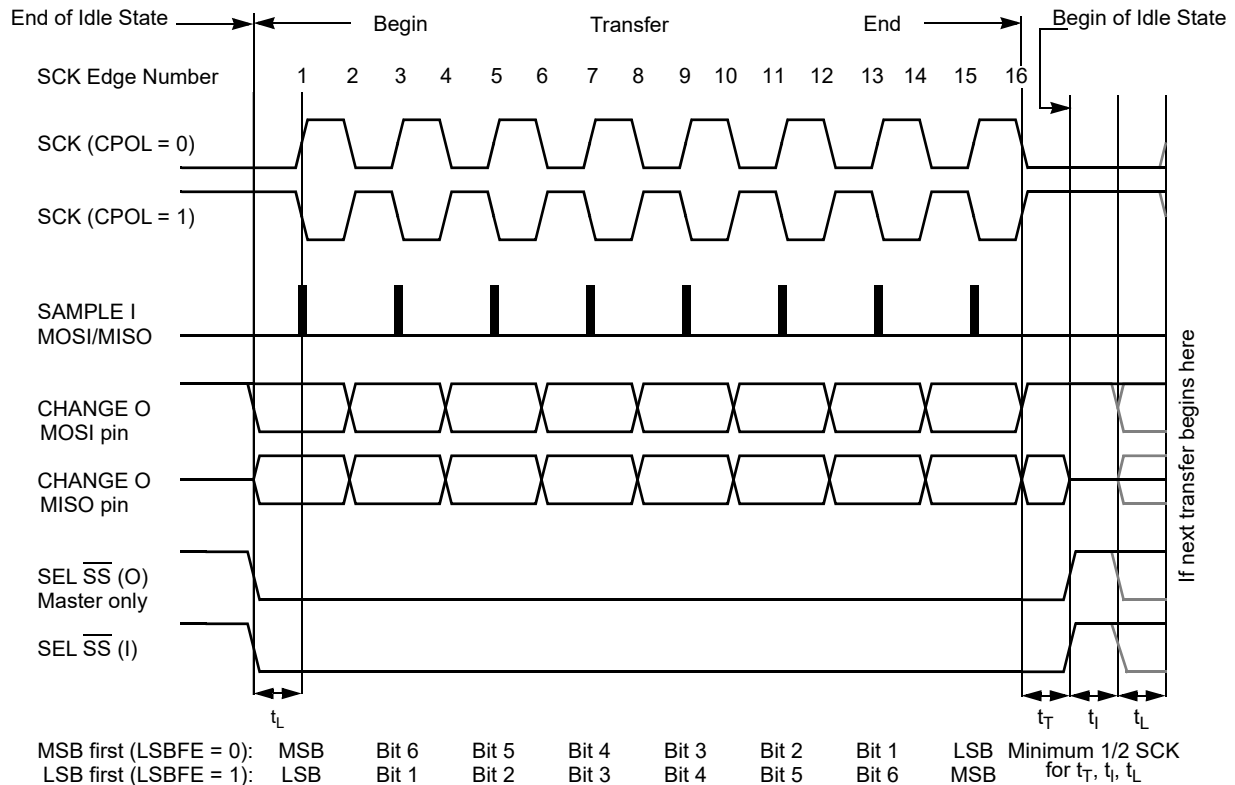 End of Idle State
Begin
Transfer
End
Begin of Idle State
SCK Edge Number
1 2 3 4 5 6 7 8 9 10 11 12 13 14 15 16
SCK (CPOL = 0)
SCK (CPOL = 1)
SAMPLE I
MOSI/MISO
CHANGE O
MOSI pin
CHANGE O
MISO pin
SEL S̅S̅ (O)
Master only
SEL S̅S̅ (I)
If next transfer begins here
tL
tT tI tL
MSB first (LSBFE = 0): MSB Bit 6 Bit 5 Bit 4 Bit 3 Bit 2 Bit 1 LSB
LSB first (LSBFE = 1): LSB Bit 1 Bit 2 Bit 3 Bit 4 Bit 5 Bit 6 MSB
Minimum 1/2 SCK
for tT, tI, tL